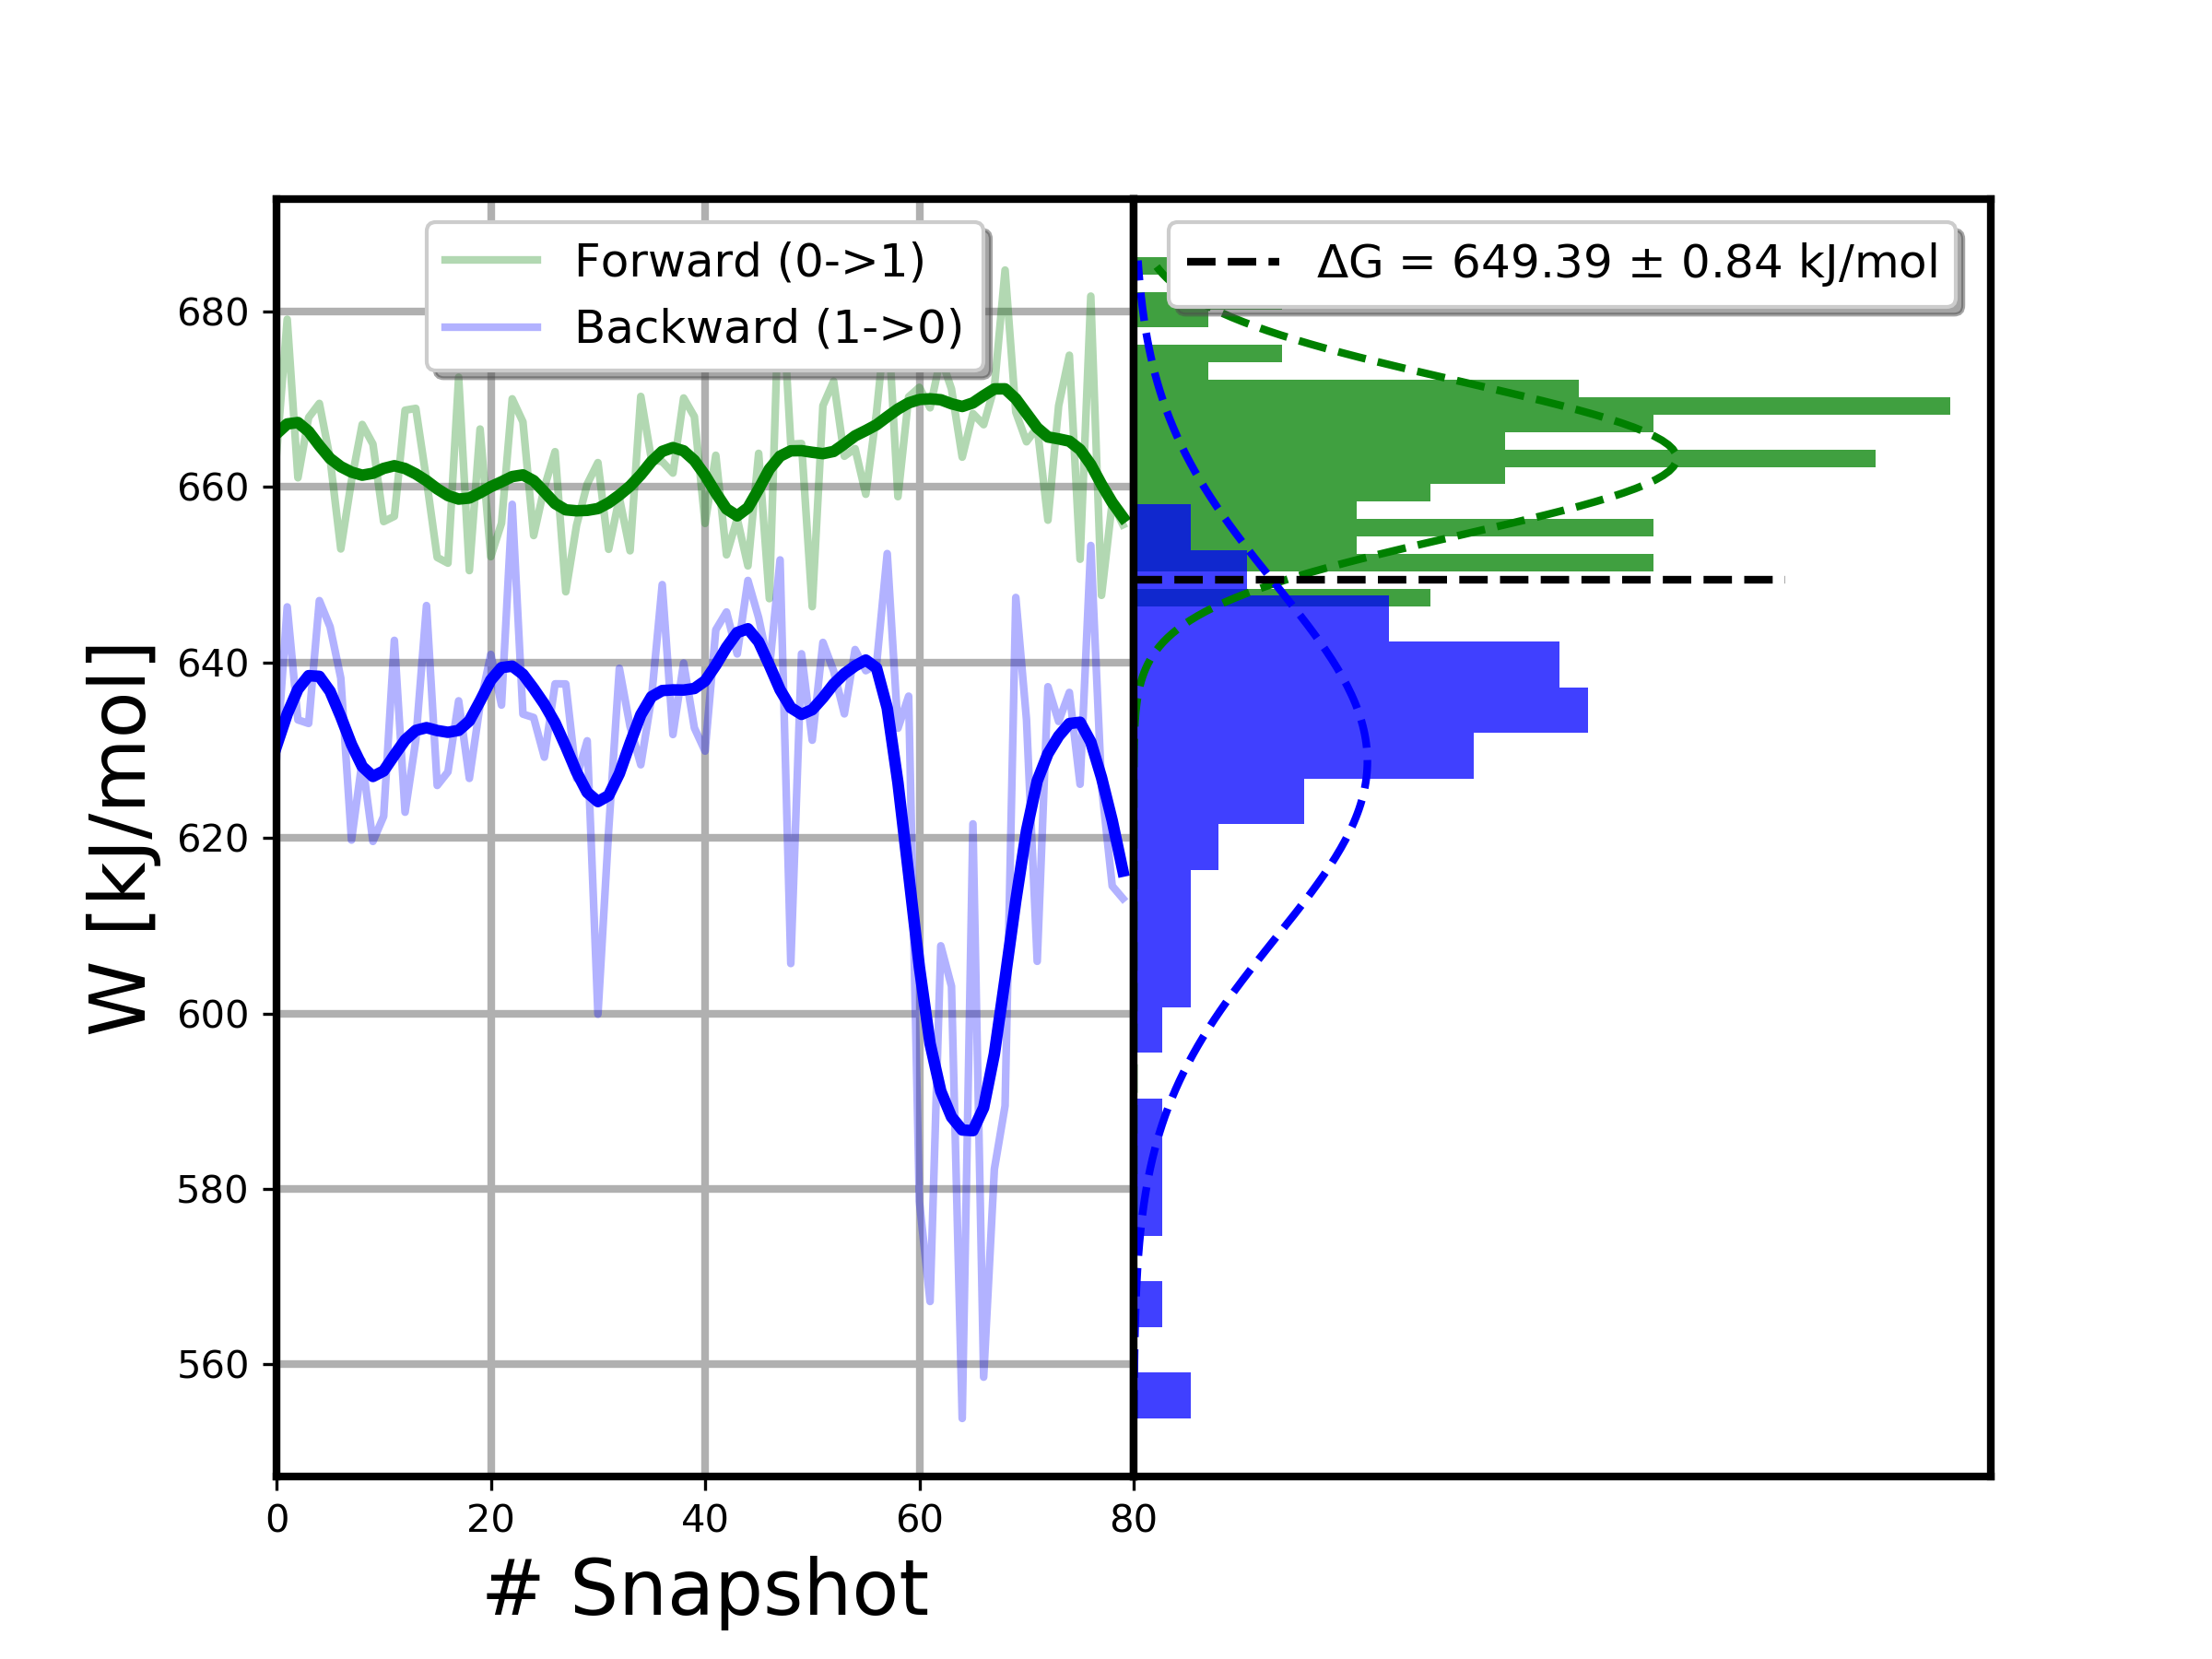 Forward (0->1)
Backward (1->0)
ΔG = 649.39 ± 0.84 kJ/mol
W [kJ/mol]
680
660
640
620
600
580
560
0 20 40 60 80
# Snapshot